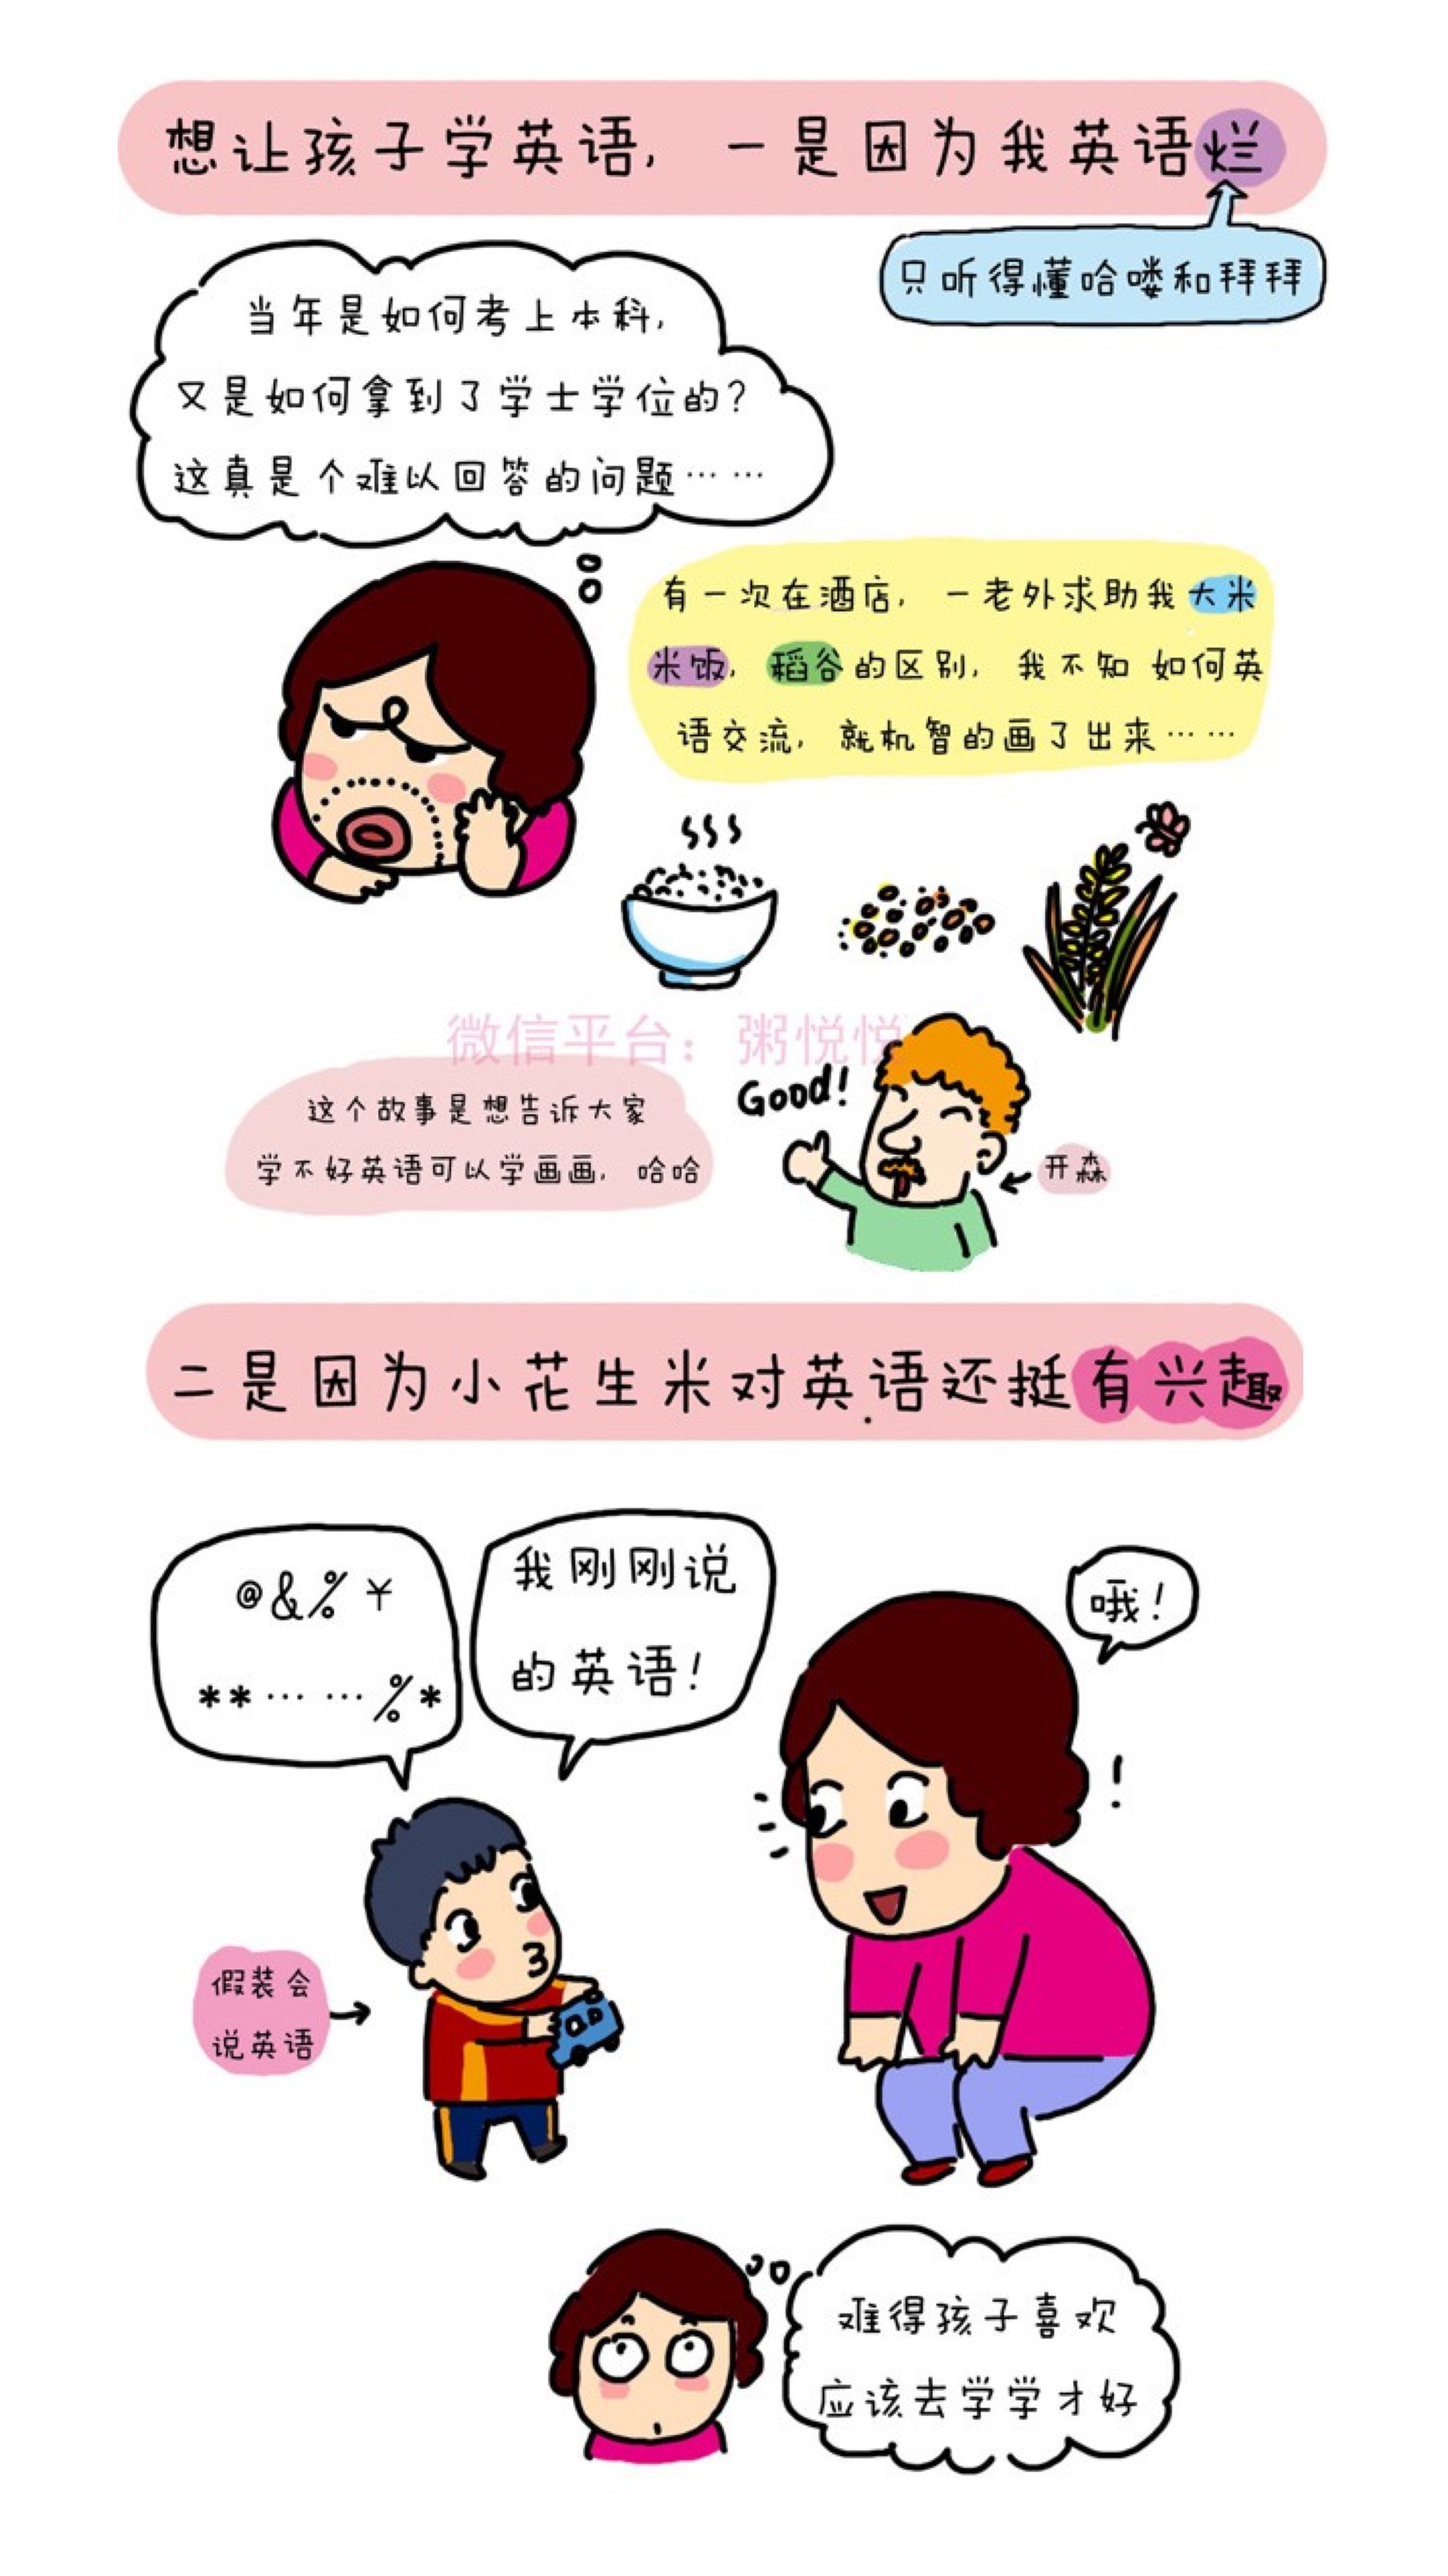 想让孩子学英语, 一是因为我英语烂
只听得懂哈喽和拜拜
当年是如何考上本科,
又是如何拿到了学士学位的?
这真是个难以回答的问题……
有一次在酒店, 一老外求助我大米
米饭, 稻谷的区别, 我不知 如何英
语交流, 就机智的画了出来……
微信平台：粥悦悦
Good!
这个故事是想告诉大家
学不好英语可以学画画, 哈哈
开森
二是因为小花生米对英语还挺有兴趣
@&%¥
**……%*
我刚刚说
的英语!
哦!
!
假装会
说英语
难得孩子喜欢
应该去学学才好